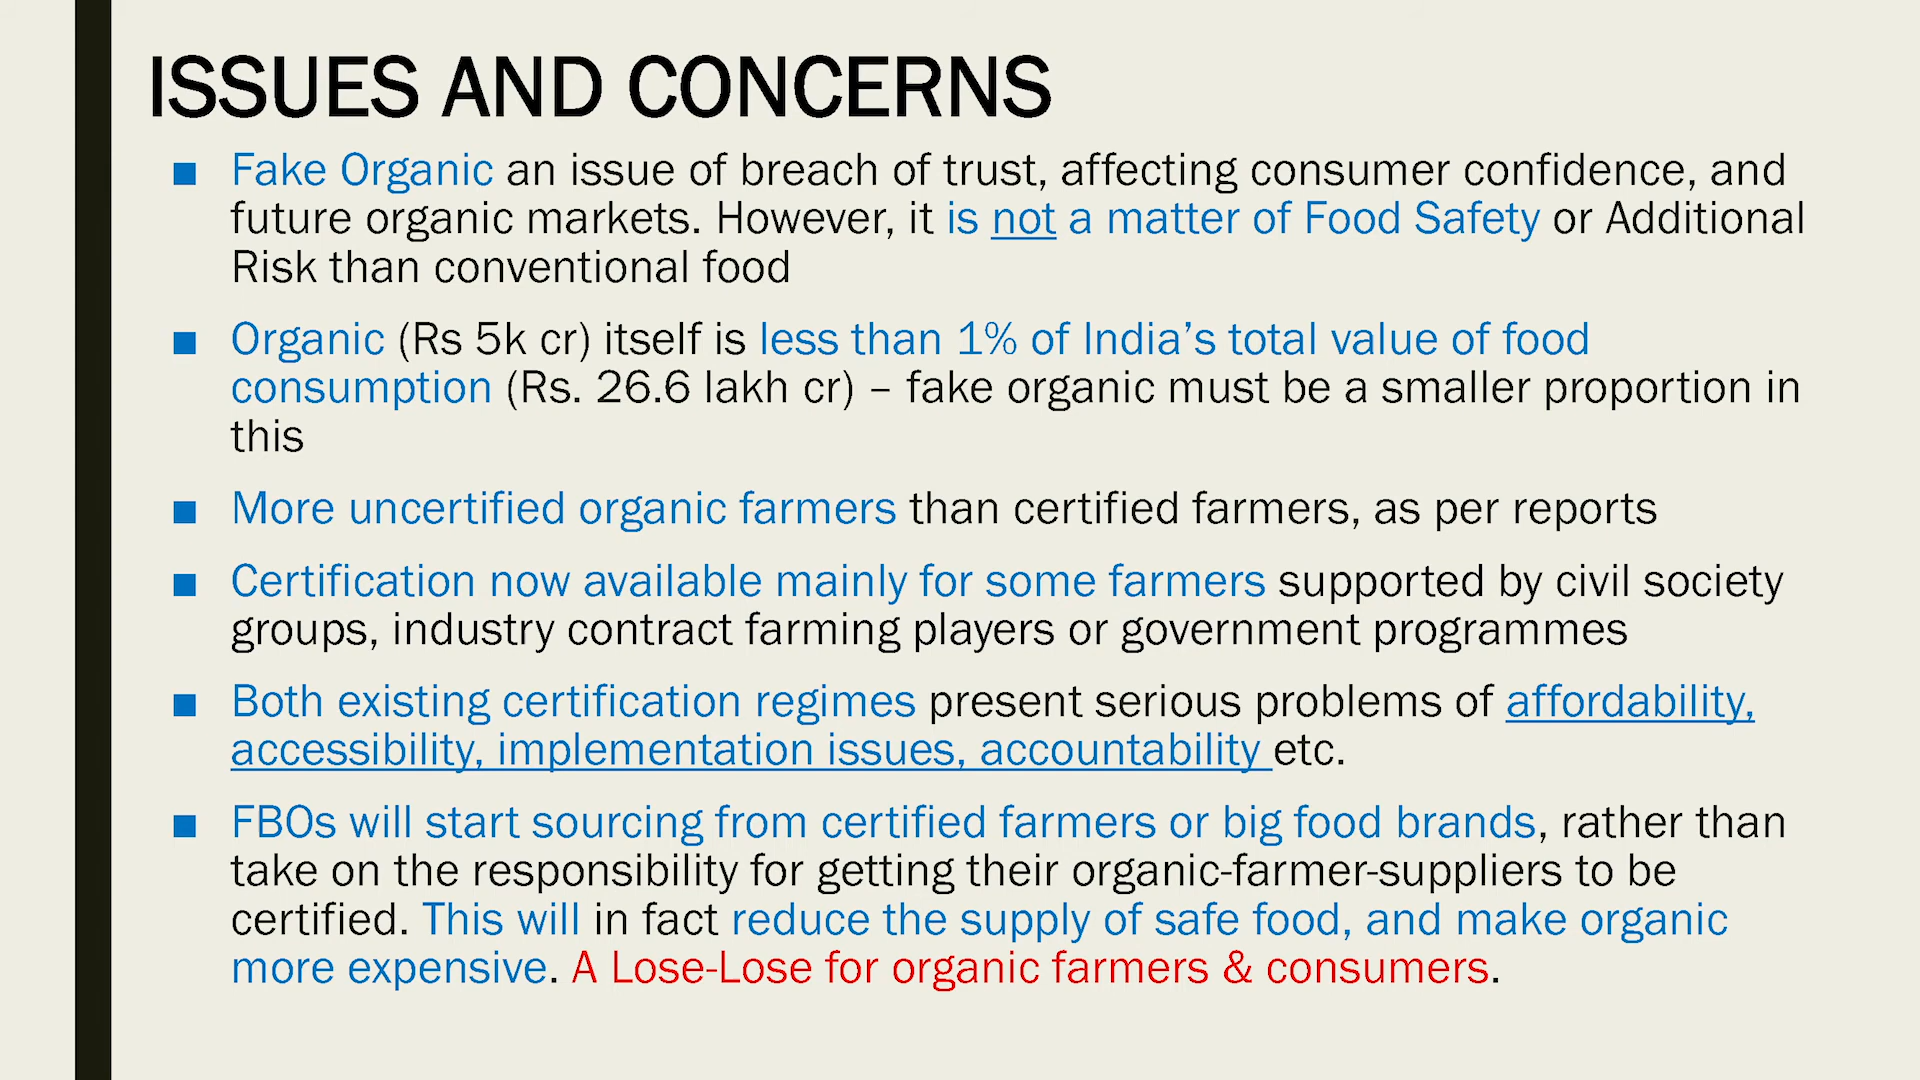 ISSUES AND CONCERNS
■ Fake Organic an issue of breach of trust, affecting consumer confidence, and
future organic markets. However, it is not a matter of Food Safety or Additional
Risk than conventional food
■ Organic (Rs 5k cr) itself is less than 1% of India’s total value of food
consumption (Rs. 26.6 lakh cr) – fake organic must be a smaller proportion in
this
■ More uncertified organic farmers than certified farmers, as per reports
■ Certification now available mainly for some farmers supported by civil society
groups, industry contract farming players or government programmes
■ Both existing certification regimes present serious problems of affordability,
accessibility, implementation issues, accountability etc.
■ FBOs will start sourcing from certified farmers or big food brands, rather than
take on the responsibility for getting their organic-farmer-suppliers to be
certified. This will in fact reduce the supply of safe food, and make organic
more expensive. A Lose-Lose for organic farmers & consumers.